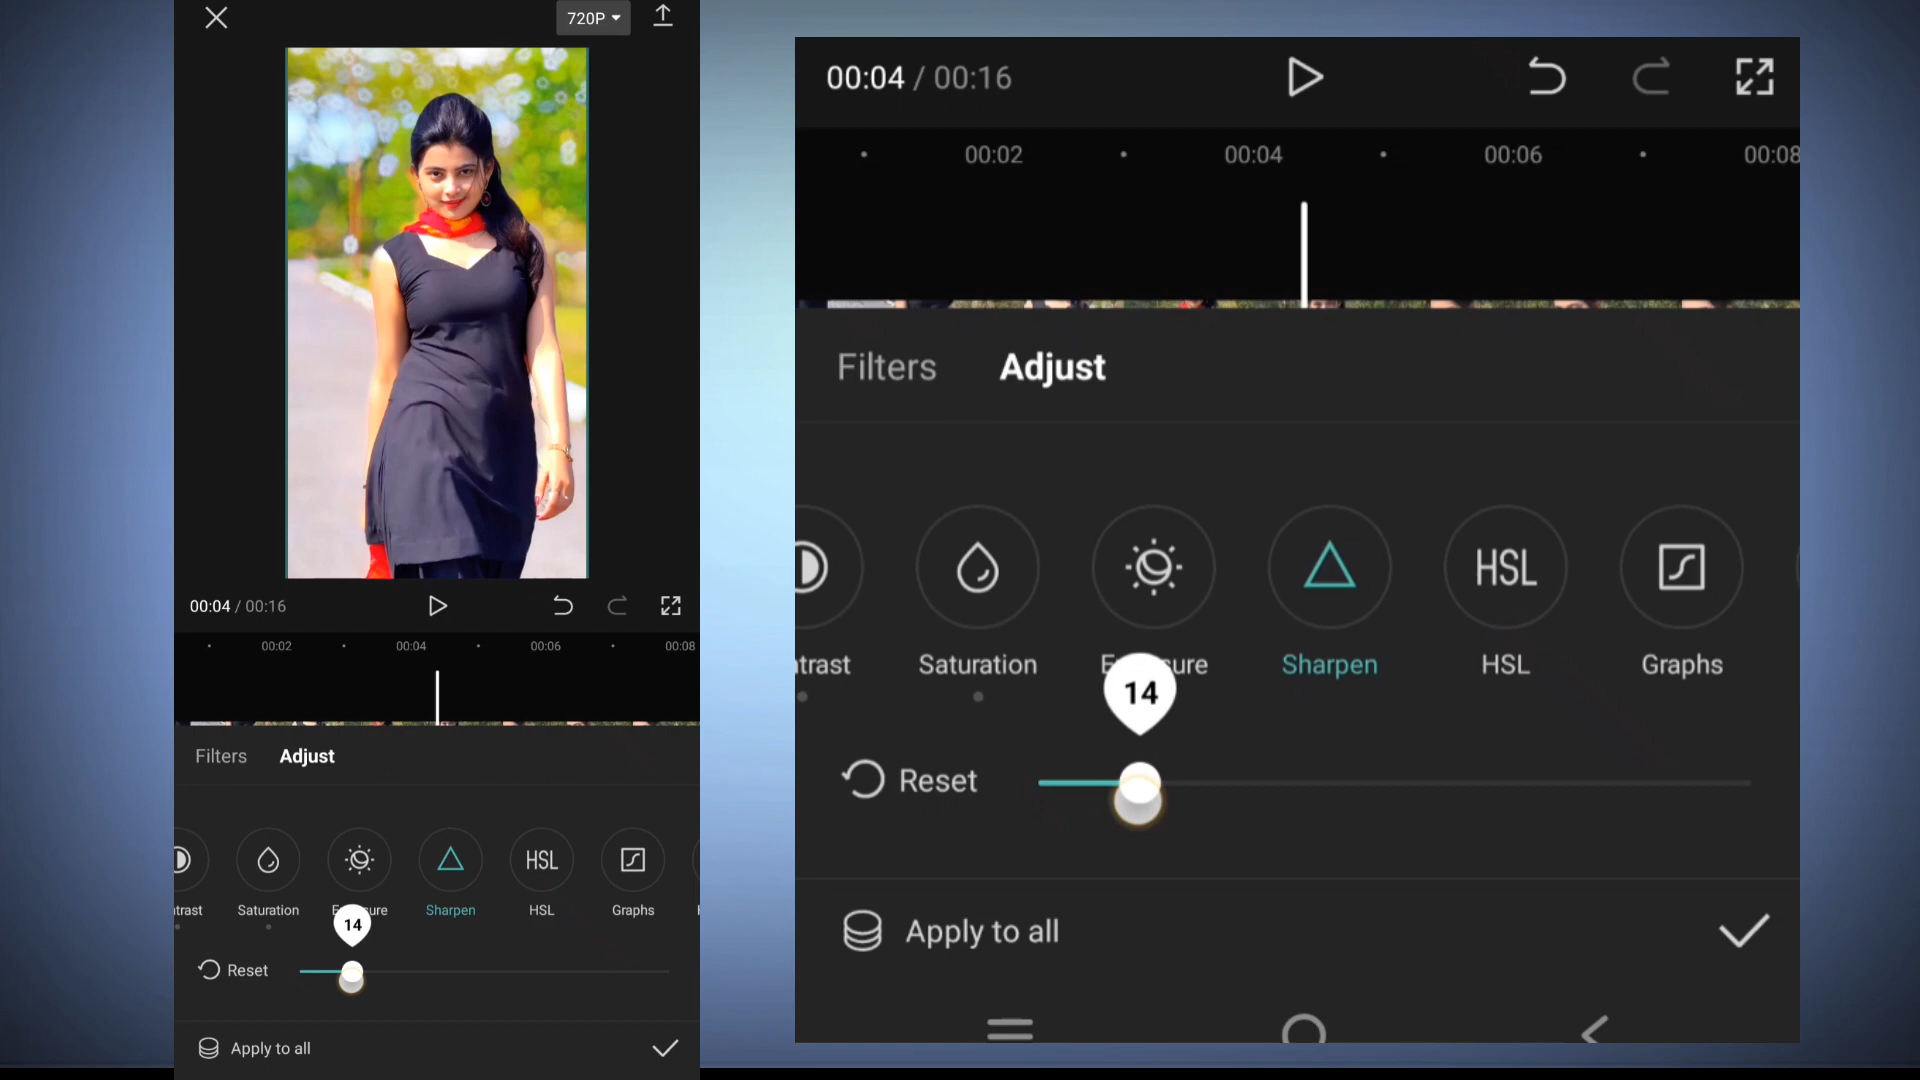 720P
00:04 / 00:16
00:02 00:04 00:06 00:08
Filters Adjust
trast Saturation Sharpen HSL Graphs
HSL
14
Reset
Apply to all
00:04 / 00:16
00:02 00:04 00:06 00:08
Filters Adjust
HSL
trast Saturation Sharpen HSL Graphs
14
Reset
Apply to all